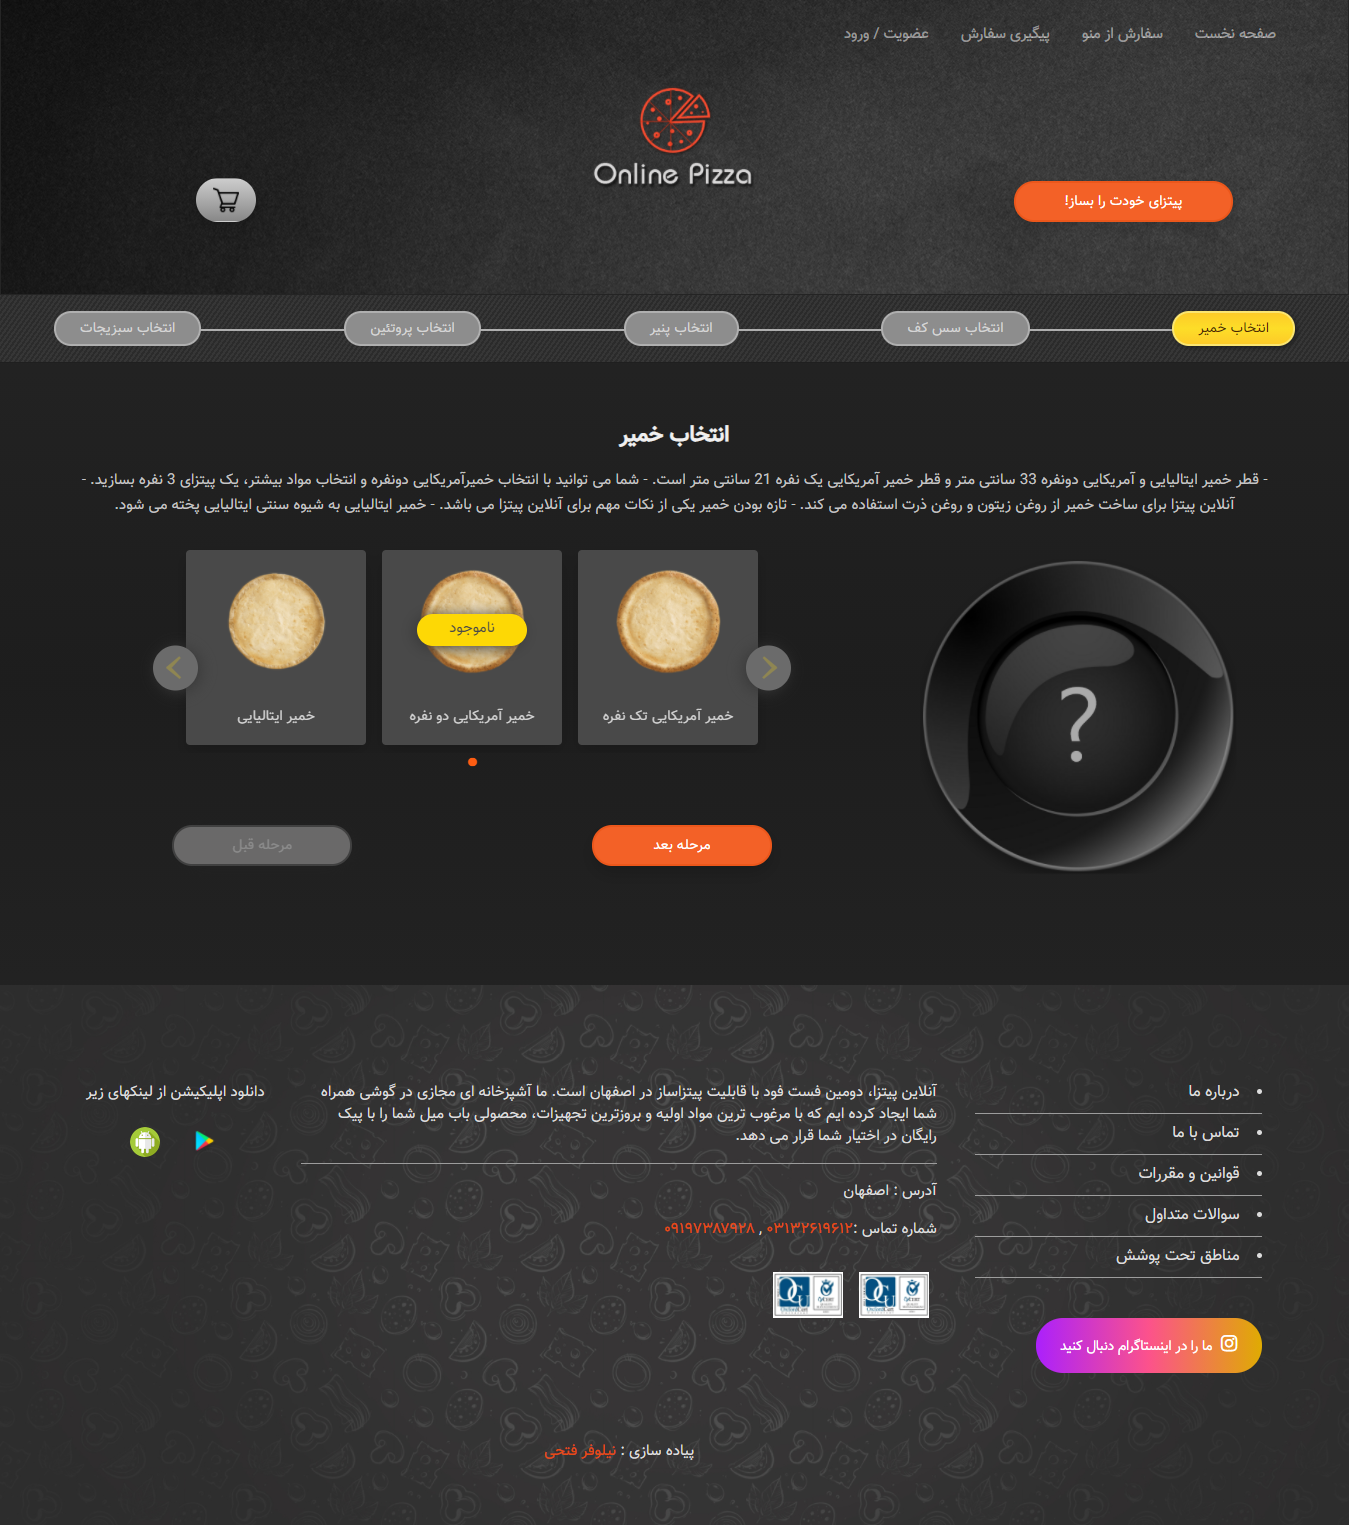 صفحه نخست
سفارش از منو
پیگیری سفارش
عضویت / ورود
Online Pizza
پیتزای خودت را بساز!
انتخاب خمیر
انتخاب سس کف
انتخاب پنیر
انتخاب پروتئین
انتخاب سبزیجات
انتخاب خمیر
- قطر خمیر ایتالیایی و آمریکایی دونفره 33 سانتی متر و قطر خمیر آمریکایی یک نفره 21 سانتی متر است. - شما می توانید با انتخاب خمیرآمریکایی دونفره و انتخاب مواد بیشتر، یک پیتزای 3 نفره بسازید. -
آنلاین پیتزا برای ساخت خمیر از روغن زیتون و روغن ذرت استفاده می کند. - تازه بودن خمیر یکی از نکات مهم برای آنلاین پیتزا می باشد. - خمیر ایتالیایی به شیوه سنتی ایتالیایی پخته می شود.
?
ناموجود
خمیر آمریکایی تک نفره
خمیر آمریکایی دو نفره
خمیر ایتالیایی
مرحله بعد
مرحله قبل
درباره ما
تماس با ما
قوانین و مقررات
سوالات متداول
مناطق تحت پوشش
ما را در اینستاگرام دنبال کنید
آنلاین پیتزا، دومین فست فود با قابلیت پیتزاساز در اصفهان است. ما آشپزخانه ای مجازی در گوشی همراه
شما ایجاد کرده ایم که با مرغوب ترین مواد اولیه و بروزترین تجهیزات، محصولی باب میل شما را با پیک
رایگان در اختیار شما قرار می دهد.
آدرس : اصفهان
شماره تماس :۰۳۱۳۲۶۱۹۶۱۲ , ۰۹۱۹۷۳۸۷۹۲۸
دانلود اپلیکیشن از لینکهای زیر
پیاده سازی : نیلوفر فتحی